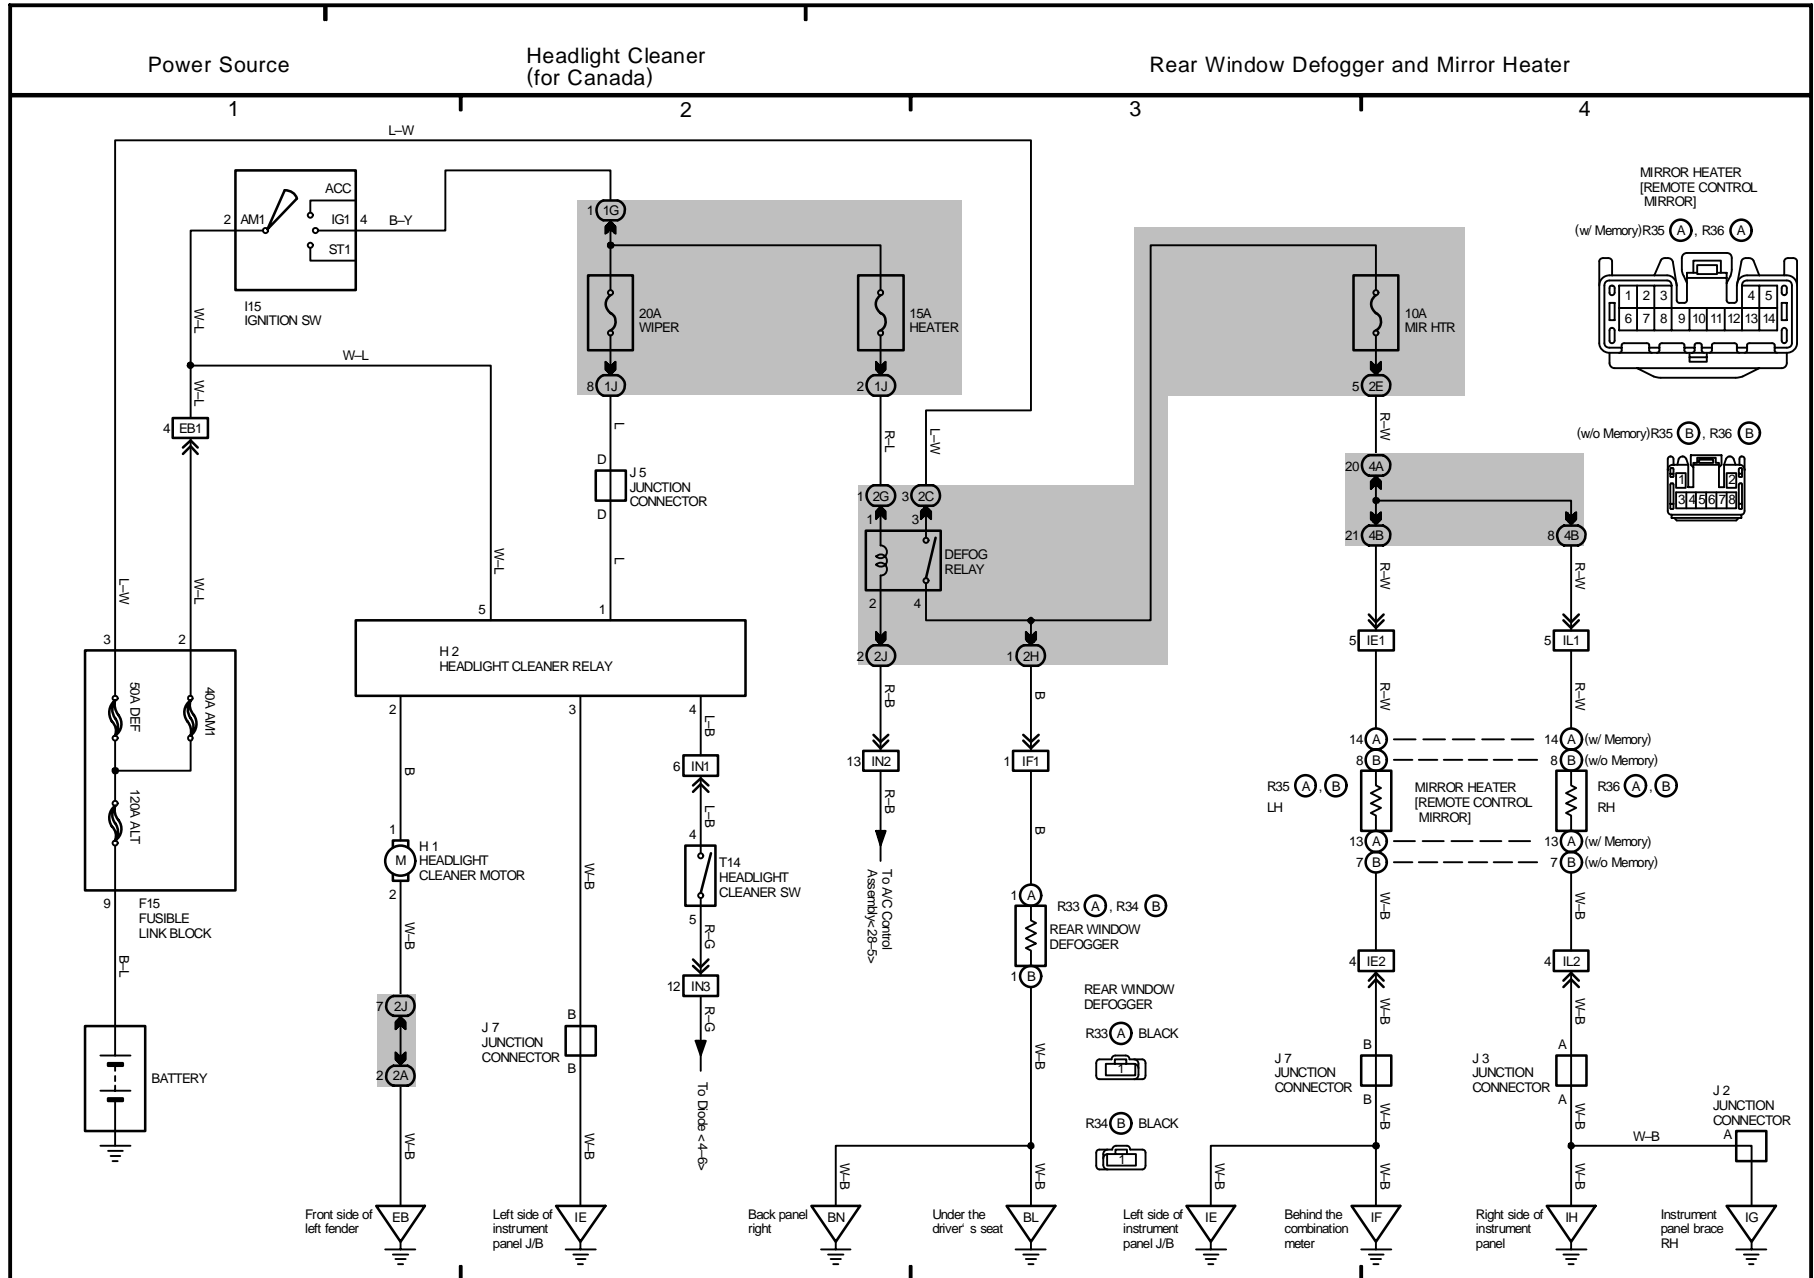 Power Source
Headlight Cleaner
(for Canada)
Rear Window Defogger and Mirror Heater
1
2
3
4
L–W
2
AM1
ACC
IG1
ST1
4
B–Y
I15
IGNITION SW
W–L
W–L
W–L
4
EB1
W–L
W–L
L–W
1
1G
20A
WIPER
15A
HEATER
8
1J
2
1J
L
D
J 5
JUNCTION
CONNECTOR
D
L
R–L
L–W
10A
MIR HTR
5
2E
R–W
20
4A
21
4B
8
4B
1
2G
3
2C
1
3
DEFOG
RELAY
2
4
2
2J
1
2H
MIRROR HEATER
[REMOTE CONTROL
MIRROR]
(w/ Memory)R35 A , R36 A
1 2 3 4 5
6 7 8 9 10 11 12 13 14
(w/o Memory)R35 B , R36 B
1 2
3 4 5 6 7 8
3
2
50A DEF
40A AM1
120A ALT
9
F15
FUSIBLE
LINK BLOCK
B–L
BATTERY
5
1
H 2
HEADLIGHT CLEANER RELAY
2
3
4
B
1
M
H 1
HEADLIGHT
CLEANER MOTOR
2
W–B
7
2J
2
2A
W–B
Front side of
left fender
EB
W–B
B
J 7
JUNCTION
CONNECTOR
B
W–B
Left side of
instrument
panel J/B
IE
L–B
6
IN1
L–B
4
T14
HEADLIGHT
CLEANER SW
5
R–G
12
IN3
R–G
To Diode <4–6>
R–B
13
IN2
R–B
To A/C Control
Assembly<28–5>
B
1
IF1
B
1
A
R33 A , R34 B
REAR WINDOW
DEFOGGER
1
B
REAR WINDOW
DEFOGGER
R33 A BLACK
1
R34 B BLACK
1
W–B
W–B
W–B
Back panel
right
BN
Under the
driver' s seat
BL
R–W
R–W
5
IE1
5
IL1
R–W
R–W
14
A
14
A
(w/ Memory)
8
B
8
B
(w/o Memory)
R35 A , B
LH
MIRROR HEATER
[REMOTE CONTROL
MIRROR]
R36 A , B
RH
13
A
13
A
(w/ Memory)
7
B
7
B
(w/o Memory)
W–B
W–B
4
IE2
4
IL2
W–B
W–B
B
J 7
JUNCTION
CONNECTOR
B
A
J 3
JUNCTION
CONNECTOR
A
W–B
W–B
W–B
J 2
JUNCTION
CONNECTOR
A
W–B
W–B
W–B
Left side of
instrument
panel J/B
IE
Behind the
combination
meter
IF
Right side of
instrument
panel
IH
Instrument
panel brace
RH
IG